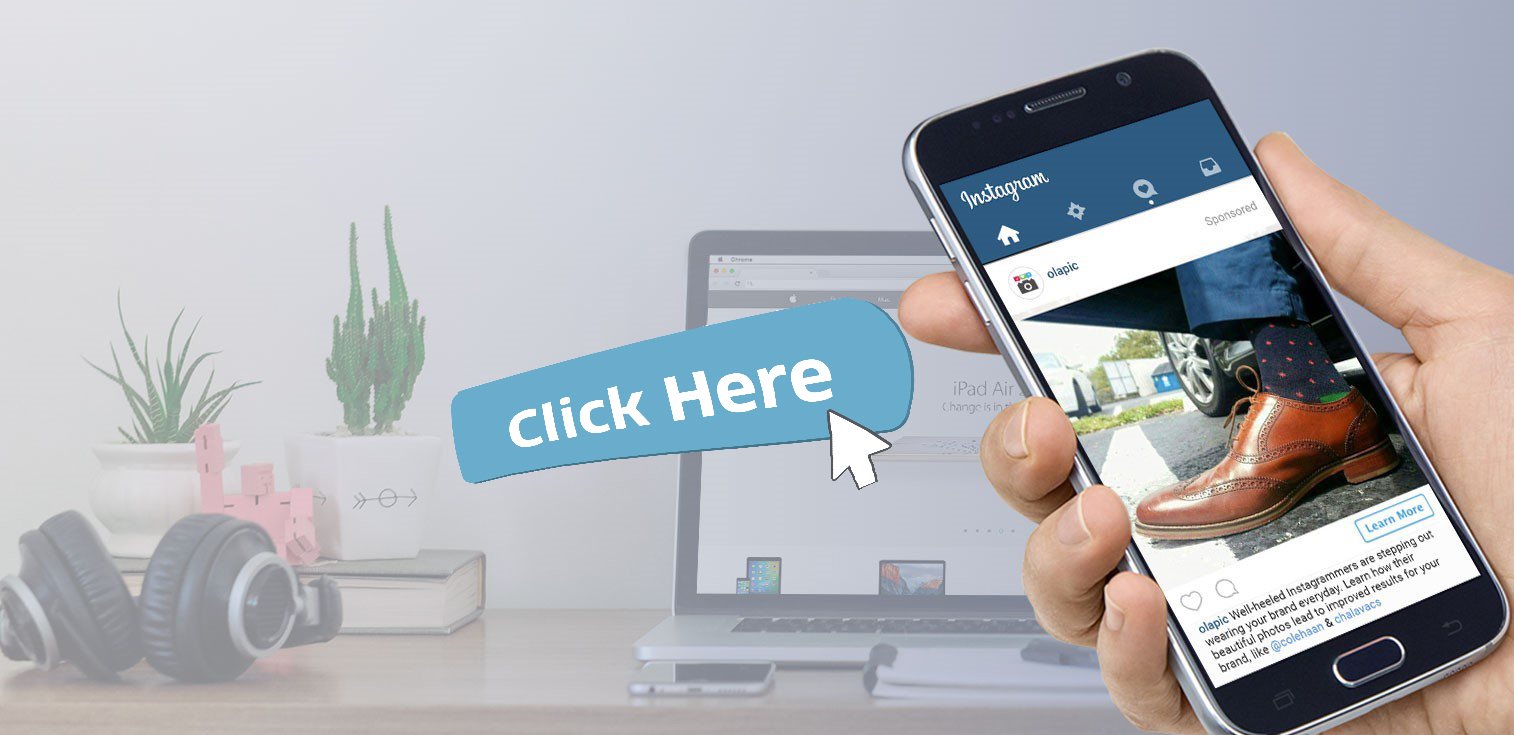 Click Here
Chrome
iPad Air
Change is in
Instagram
Sponsored
olapic
Learn More
olapic Well-heeled Instagrammers are stepping out
wearing your brand everyday. Learn how their
beautiful photos lead to improved results for your
brand, like @colehaan & chalavacs